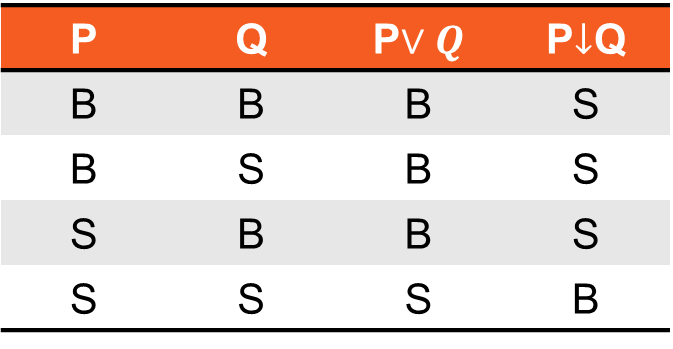 P Q P∨ Q P↓Q
B B B S
B S B S
S B B S
S S S B